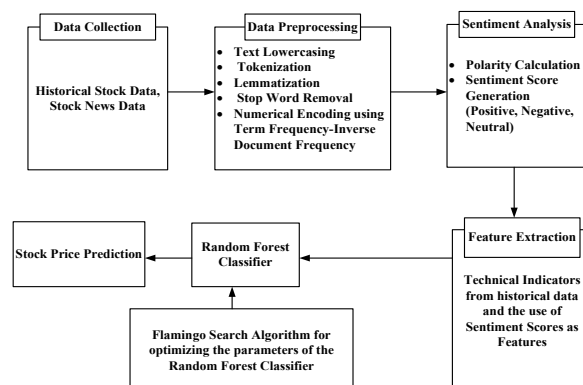 Data Collection
Historical Stock Data,
Stock News Data
Data Preprocessing
• Text Lowercasing
• Tokenization
• Lemmatization
• Stop Word Removal
• Numerical Encoding using
Term Frequency-Inverse
Document Frequency
Sentiment Analysis
• Polarity Calculation
• Sentiment Score
Generation
(Positive, Negative,
Neutral)
Feature Extraction
Technical Indicators
from historical data
and the use of
Sentiment Scores as
Features
Random Forest
Classifier
Stock Price Prediction
Flamingo Search Algorithm for
optimizing the parameters of the
Random Forest Classifier